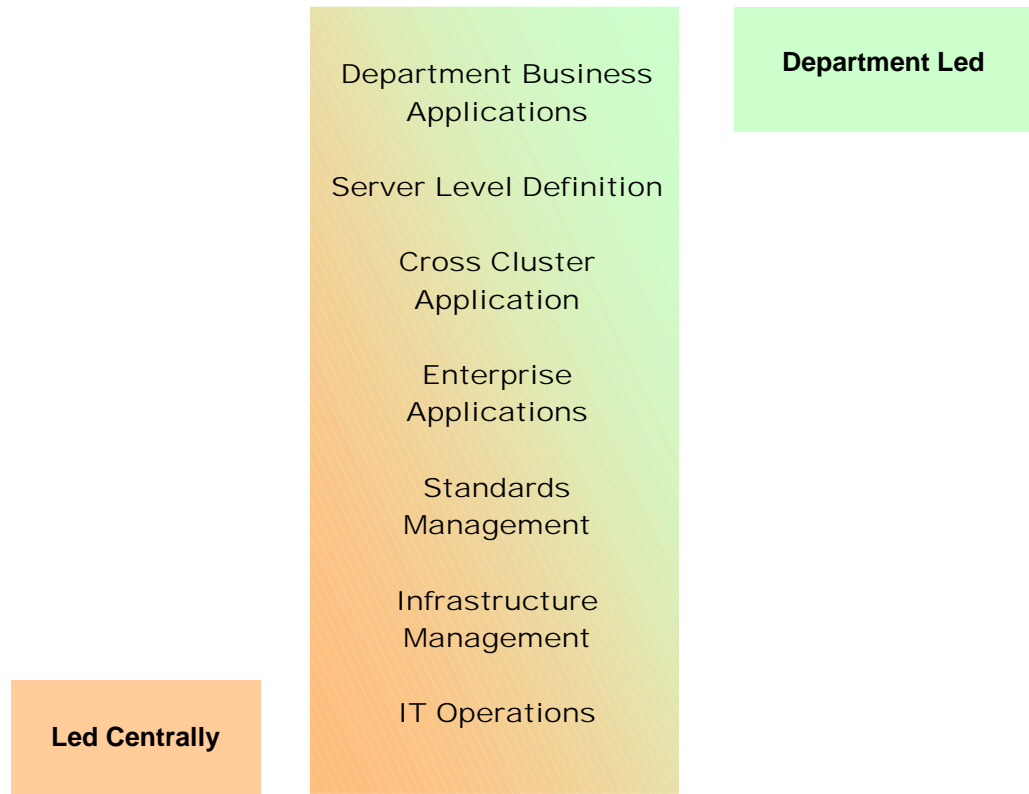 Department Business
Applications
Department Led
Server Level Definition
Cross Cluster
Application
Enterprise
Applications
Standards
Management
Infrastructure
Management
IT Operations
Led Centrally